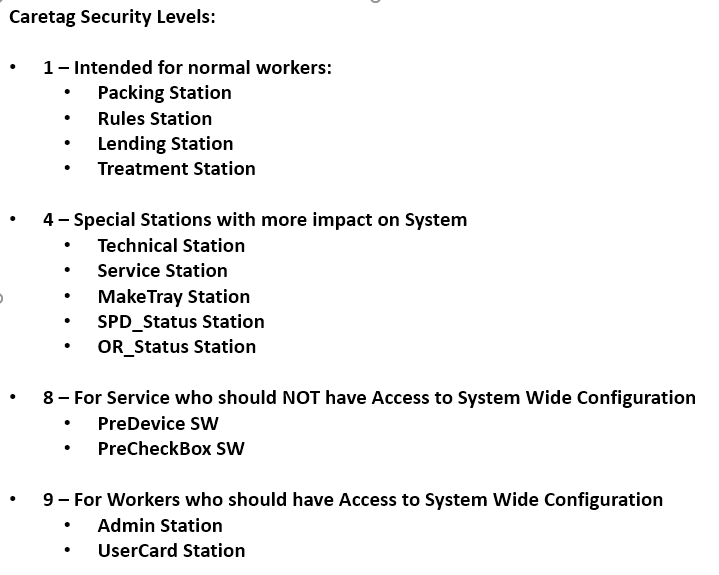 Caretag Security Levels:
• 1 – Intended for normal workers:
• Packing Station
• Rules Station
• Lending Station
• Treatment Station
• 4 – Special Stations with more impact on System
• Technical Station
• Service Station
• MakeTray Station
• SPD_Status Station
• OR_Status Station
• 8 – For Service who should NOT have Access to System Wide Configuration
• PreDevice SW
• PreCheckBox SW
• 9 – For Workers who should have Access to System Wide Configuration
• Admin Station
• UserCard Station